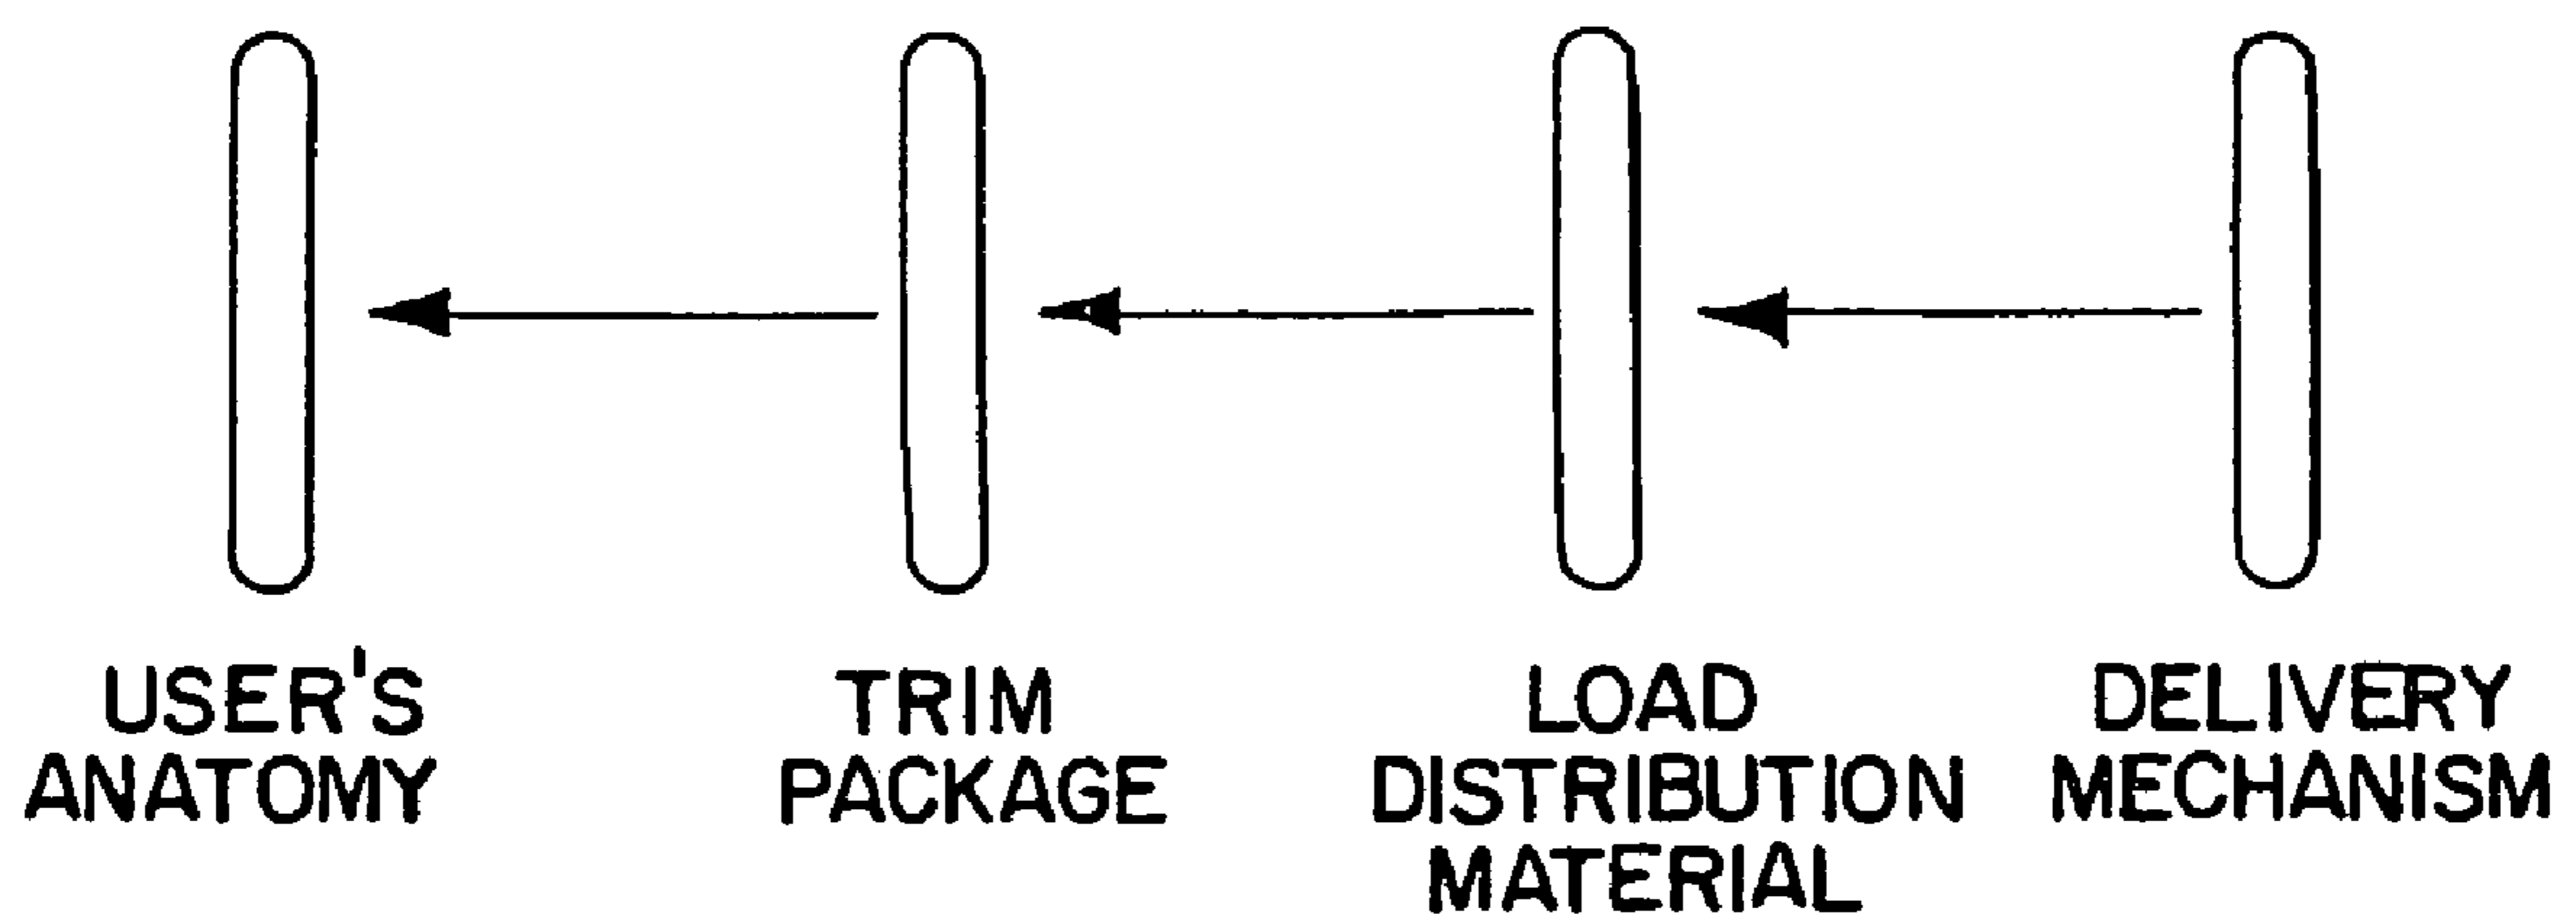 USER'S
ANATOMY
TRIM
PACKAGE
LOAD
DISTRIBUTION
MATERIAL
DELIVERY
MECHANISM